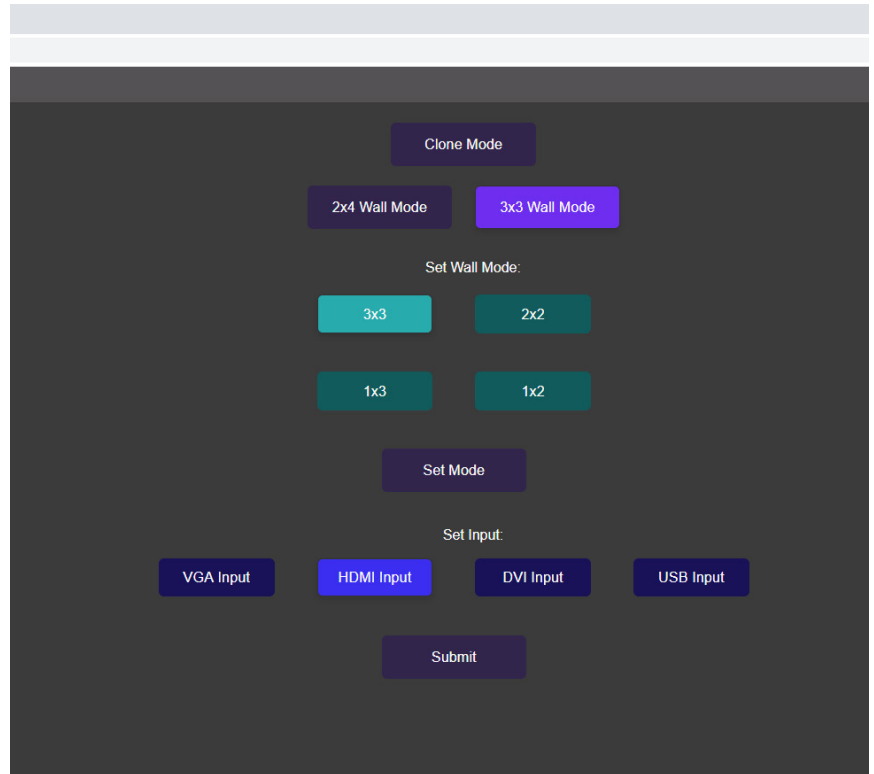 Clone Mode
2x4 Wall Mode 3x3 Wall Mode
Set Wall Mode:
3x3 2x2
1x3 1x2
Set Mode
Set Input:
VGA Input HDMI Input DVI Input USB Input
Submit